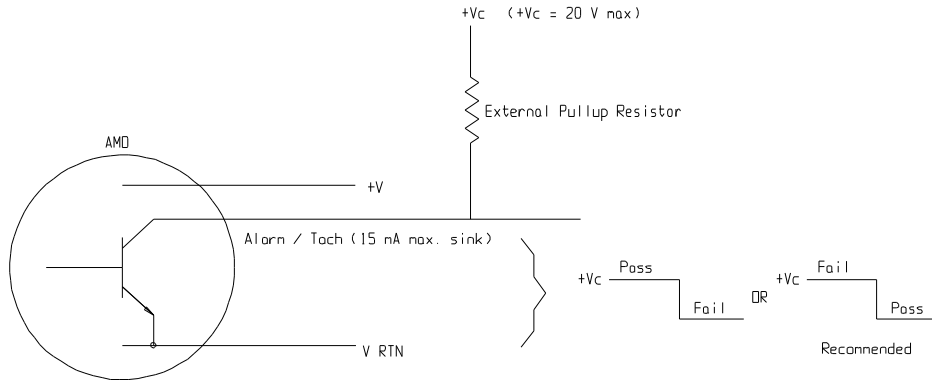 +Vc (+Vc = 20 V max)
External Pullup Resistor
AMD
+V
Alarm / Tach (15 mA max. sink)
+Vc Pass
Fail
OR
+Vc Fail
Pass
V RTN
Recommended